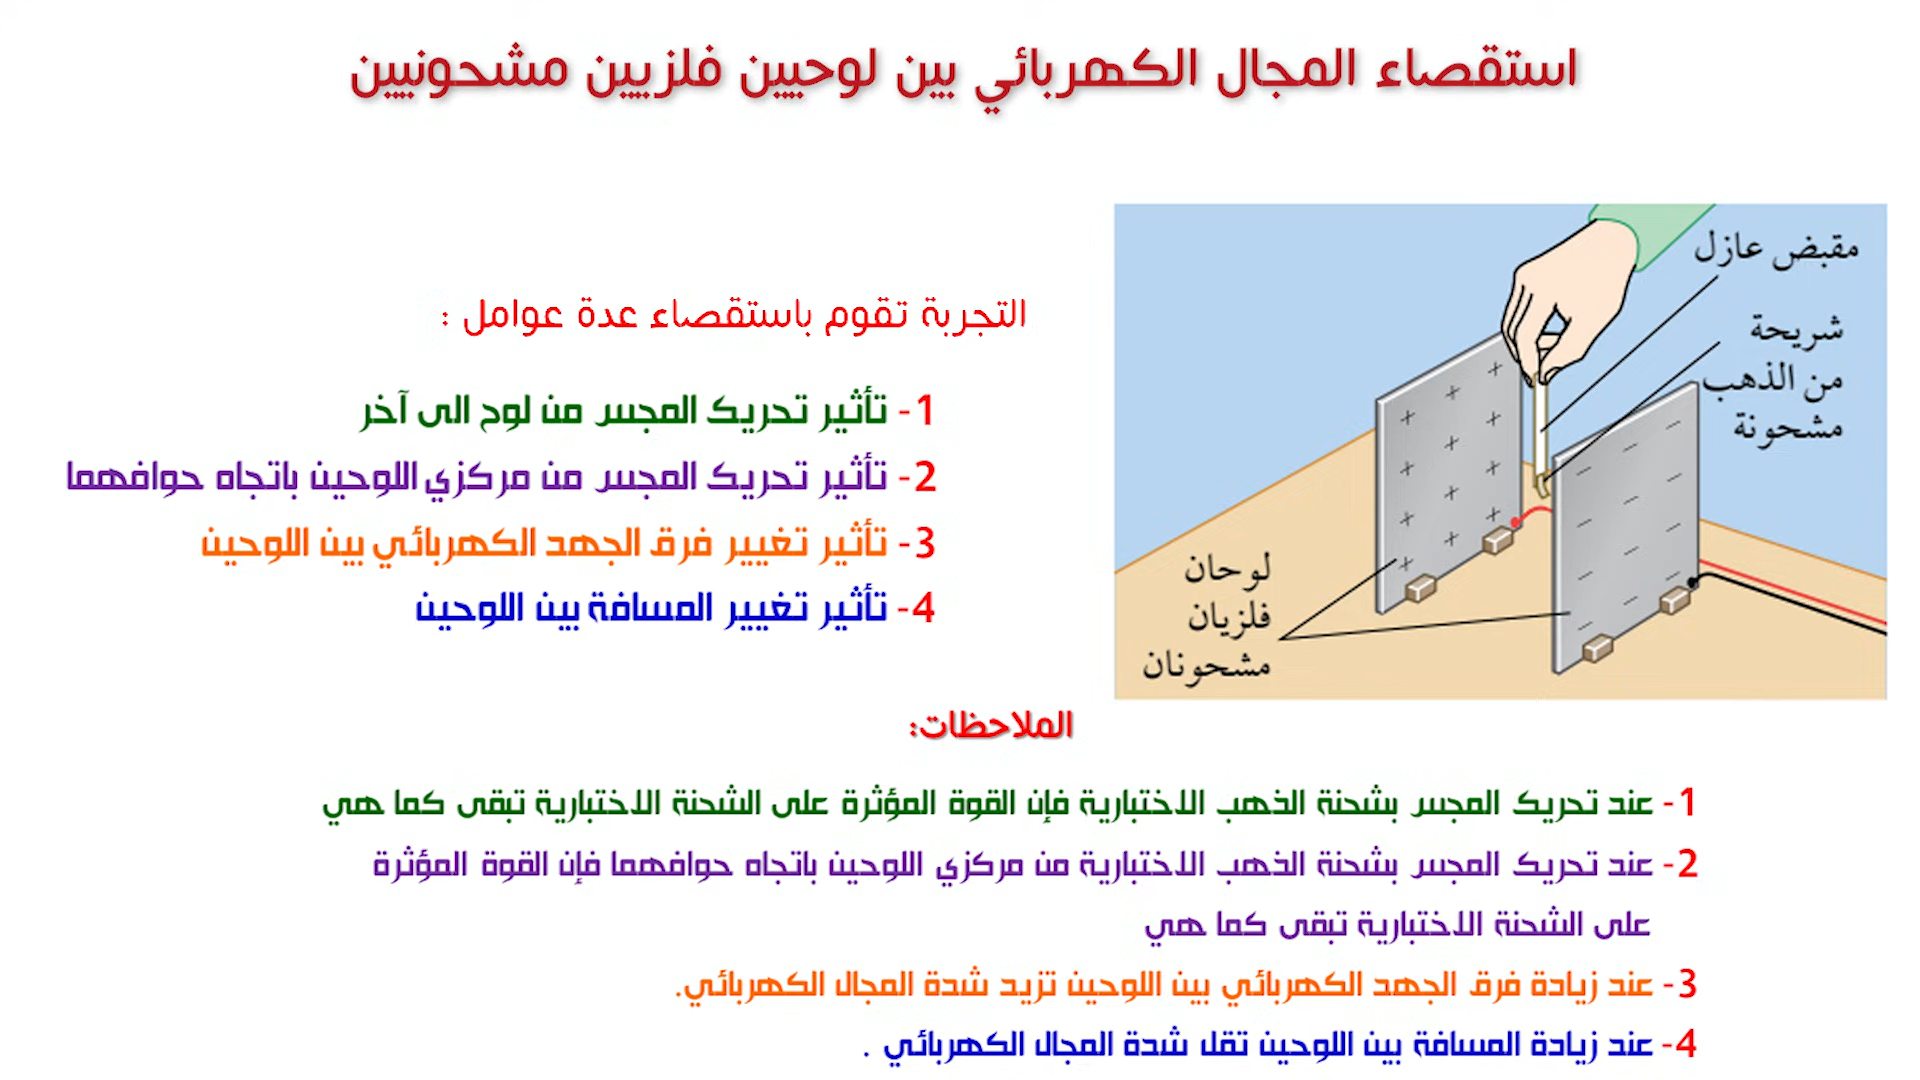 استقصاء المجال الكهربائي بين لوحيين فلزيين مشحونيين
مقبض عازل
شريحة
من الذهب
مشحونة
لوحان
فلزيان
مشحونان
التجربة تقوم باستقصاء عدة عوامل :
1- تأثير تحريك المجس من لوح الى آخر
2- تأثير تحريك المجس من مركزي اللوحين باتجاه حوافهما
3- تأثير تغيير فرق الجهد الكهربائي بين اللوحين
4- تأثير تغيير المسافة بين اللوحين
الملاحظات:
1- عند تحريك المجس بشحنة الذهب الاختبارية فإن القوة المؤثرة على الشحنة الاختبارية تبقى كما هي
2- عند تحريك المجس بشحنة الذهب الاختبارية من مركزي اللوحين باتجاه حوافهما فإن القوة المؤثرة
على الشحنة الاختبارية تبقى كما هي
3- عند زيادة فرق الجهد الكهربائي بين اللوحين تزيد شدة المجال الكهربائي.
4- عند زيادة المسافة بين اللوحين تقل شدة المجال الكهربائي .